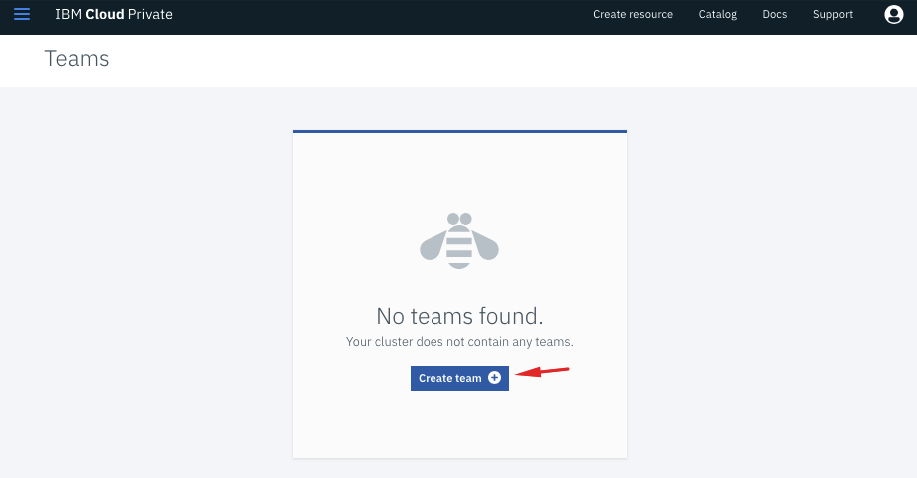 IBM Cloud Private
Create resource
Catalog
Docs
Support
Teams
No teams found.
Your cluster does not contain any teams.
Create team